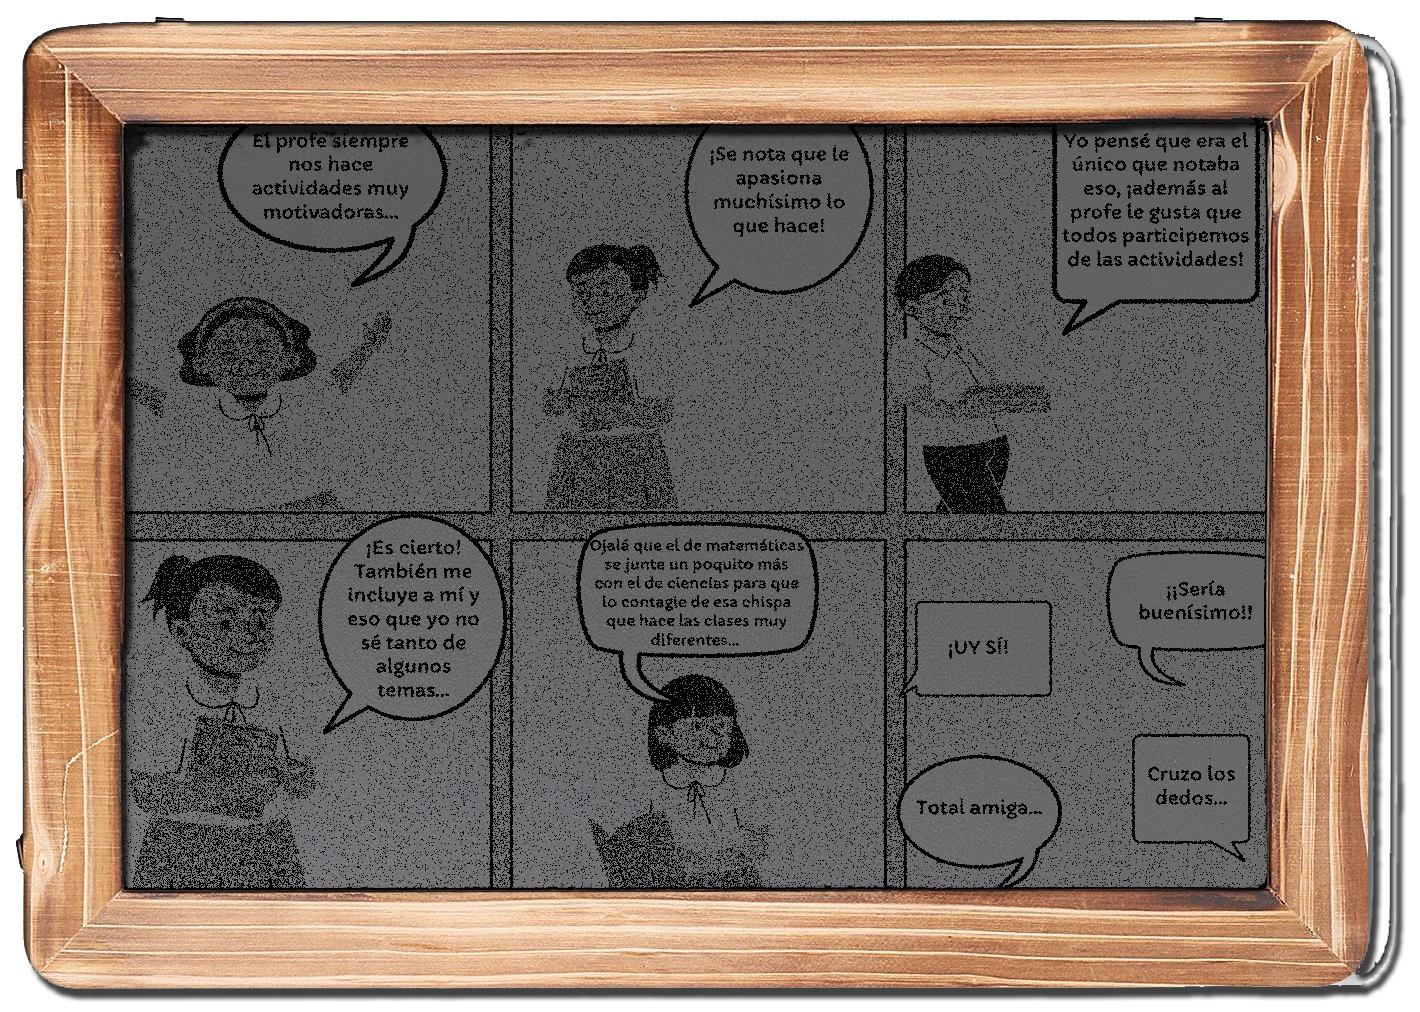 El profe siempre
nos hace
actividades muy
motivadoras...
¡Se nota que le
apasiona
muchísimo lo
que hace!
Yo pensé que era el
único que notaba
eso, ¡además al
profe le gusta que
todos participemos
de las actividades!
¡Es cierto!
También me
incluye a mí y
eso que yo no
sé tanto de
algunos
temas...
Ojalá que el de matemáticas
se junte un poquito más
con el de ciencias para que
lo contagie de esa chispa
que hace las clases muy
diferentes...
¡UY SÍ!
¡¡Sería
buenísimo!!
Total amiga...
Cruzo los
dedos...